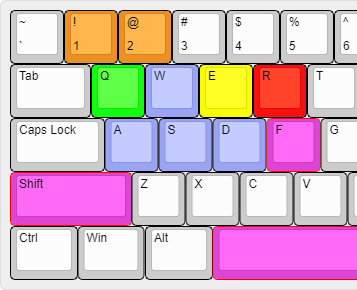 ~ ! @ # $ % ^
` 1 2 3 4 5 6
Tab Q W E R T
Caps Lock A S D F G
Shift Z X C V
Ctrl Win Alt